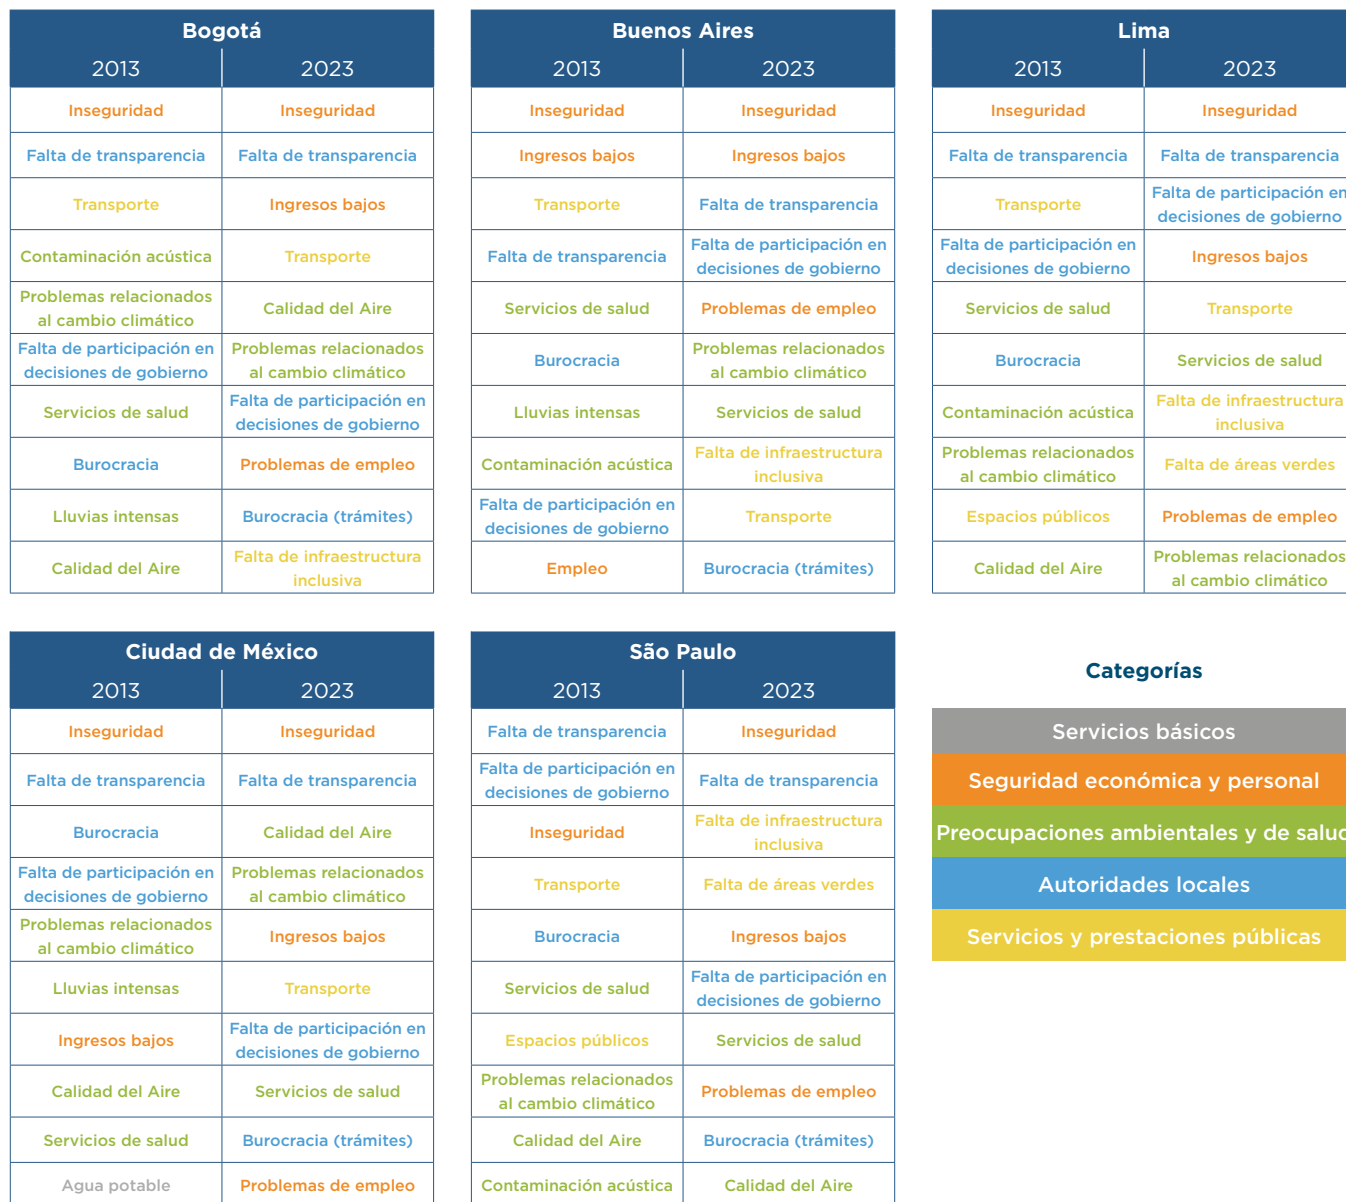 Bogotá
2013 2023
Inseguridad Inseguridad
Falta de transparencia Falta de transparencia
Transporte Ingresos bajos
Contaminación acústica Transporte
Problemas relacionados
al cambio climático Calidad del Aire
Falta de participación en
decisiones de gobierno Problemas relacionados
al cambio climático
Servicios de salud Falta de participación en
decisiones de gobierno
Burocracia Problemas de empleo
Lluvias intensas Burocracia (trámites)
Calidad del Aire Falta de infraestructura
inclusiva
Buenos Aires
2013 2023
Inseguridad Inseguridad
Ingresos bajos Ingresos bajos
Transporte Falta de transparencia
Falta de transparencia Falta de participación en
decisiones de gobierno
Servicios de salud Problemas de empleo
Burocracia Problemas relacionados
al cambio climático
Lluvias intensas Servicios de salud
Contaminación acústica Falta de infraestructura
inclusiva
Falta de participación en
decisiones de gobierno Transporte
Empleo Burocracia (trámites)
Lima
2013 2023
Inseguridad Inseguridad
Falta de transparencia Falta de transparencia
Transporte Falta de participación en
decisiones de gobierno
Falta de participación en
decisiones de gobierno Ingresos bajos
Servicios de salud Transporte
Burocracia Servicios de salud
Contaminación acústica Falta de infraestructura
inclusiva
Problemas relacionados
al cambio climático Falta de áreas verdes
Espacios públicos Problemas de empleo
Calidad del Aire Problemas relacionados
al cambio climático
Ciudad de México
2013 2023
Inseguridad Inseguridad
Falta de transparencia Falta de transparencia
Burocracia Calidad del Aire
Falta de participación en
decisiones de gobierno Problemas relacionados
al cambio climático
Problemas relacionados
al cambio climático Ingresos bajos
Lluvias intensas Transporte
Ingresos bajos Falta de participación en
decisiones de gobierno
Calidad del Aire Servicios de salud
Servicios de salud Burocracia (trámites)
Agua potable Problemas de empleo
São Paulo
2013 2023
Falta de transparencia Inseguridad
Falta de participación en
decisiones de gobierno Falta de transparencia
Inseguridad Falta de infraestructura
inclusiva
Transporte Falta de áreas verdes
Burocracia Ingresos bajos
Servicios de salud Falta de participación en
decisiones de gobierno
Espacios públicos Servicios de salud
Problemas relacionados
al cambio climático Problemas de empleo
Calidad del Aire Burocracia (trámites)
Contaminación acústica Calidad del Aire
Categorías
Servicios básicos
Seguridad económica y personal
Preocupaciones ambientales y de salud
Autoridades locales
Servicios y prestaciones públicas